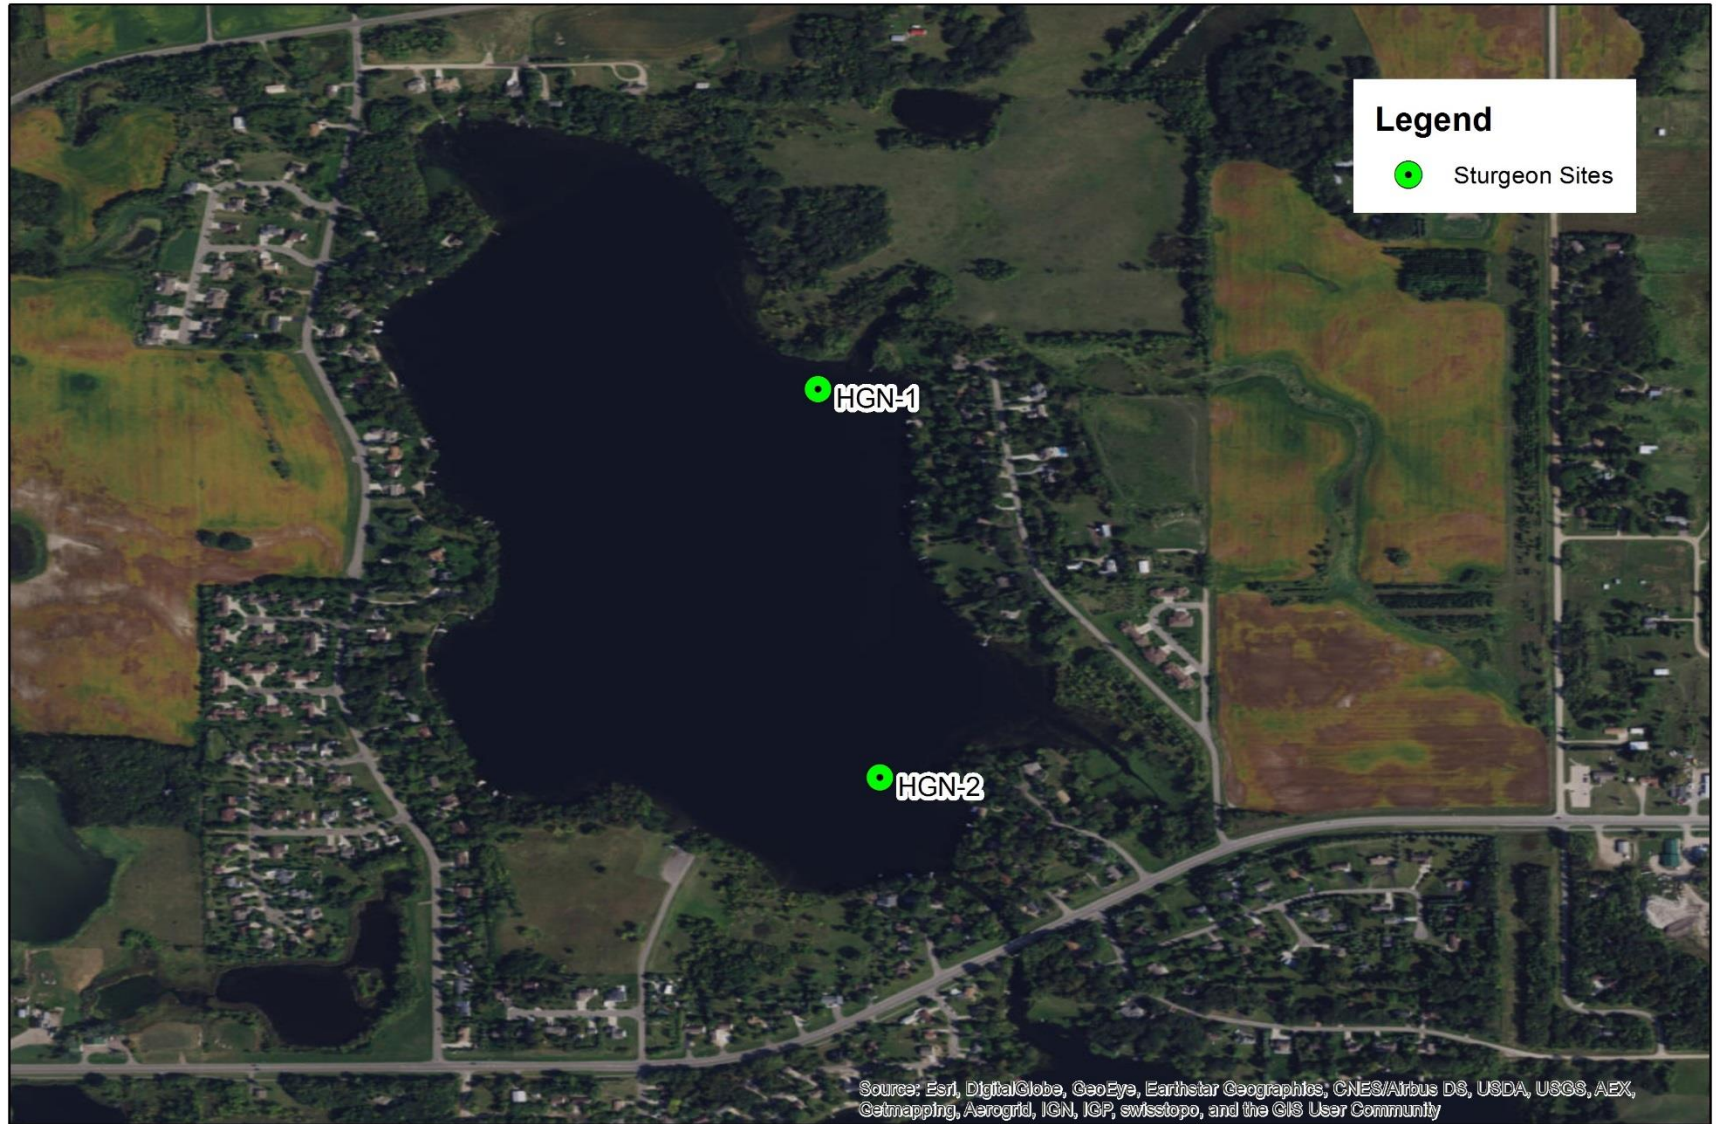 Legend
Sturgeon Sites
HGN-1
HGN-2
Source: Esri, DigitalGlobe, GeoEye, Earthstar Geographics, CNES/Airbus DS, USDA, USGS, AEX,
Getmapping, Aerogrid, IGN, IGP, swisstopo, and the GIS User Community